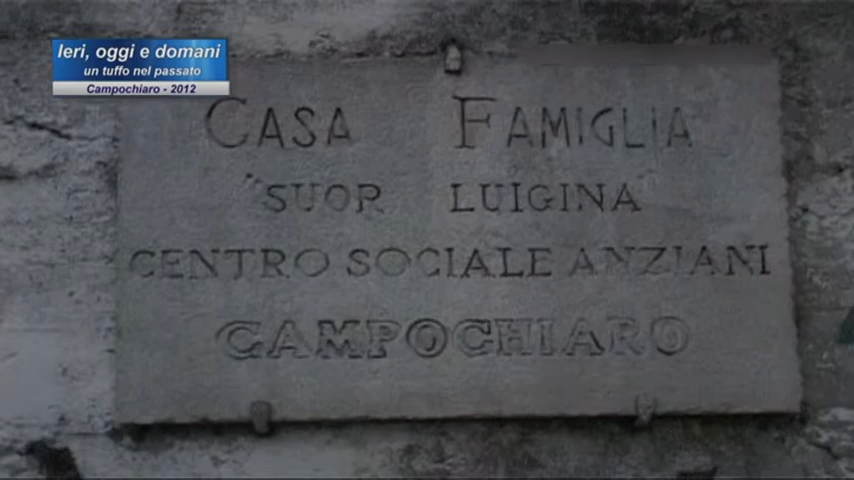 Ieri, oggi e domani
un tuffo nel passato
Campochiaro - 2012
CASA FAMIGLIA
"SUOR LUIGINA"
CENTRO SOCIALE ANZIANI
CAMPOCHIARO